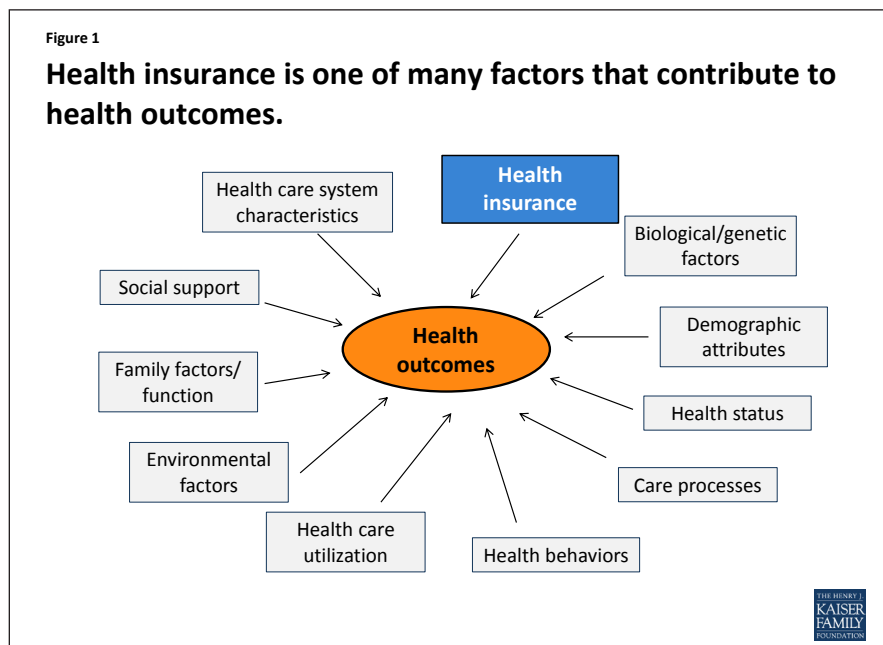 Figure 1
Health insurance is one of many factors that contribute to
health outcomes.
Health
insurance
Health care system
characteristics
Biological/genetic
factors
Social support
Demographic
attributes
Health
outcomes
Family factors/
function
Health status
Environmental
factors
Care processes
Health care
utilization
Health behaviors
THE HENRY J.
KAISER
FAMILY
FOUNDATION